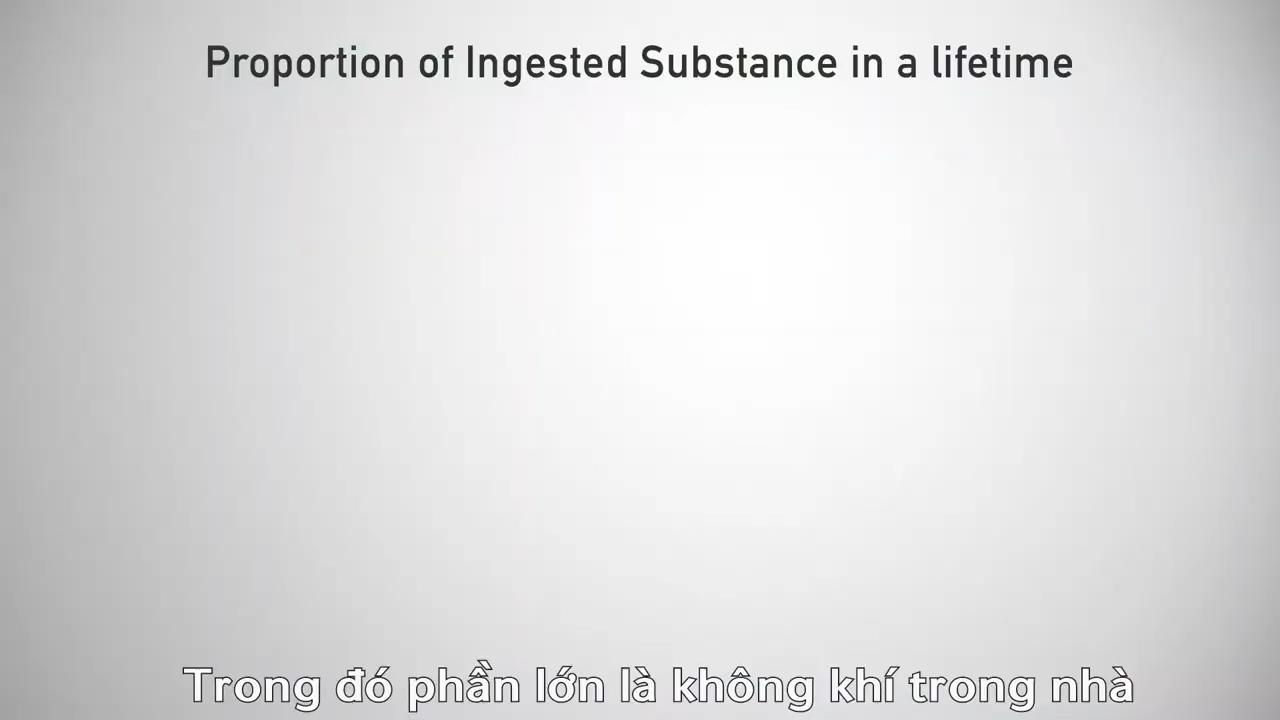 Proportion of Ingested Substance in a lifetime
Trong đó phần lớn là không khí trong nhà